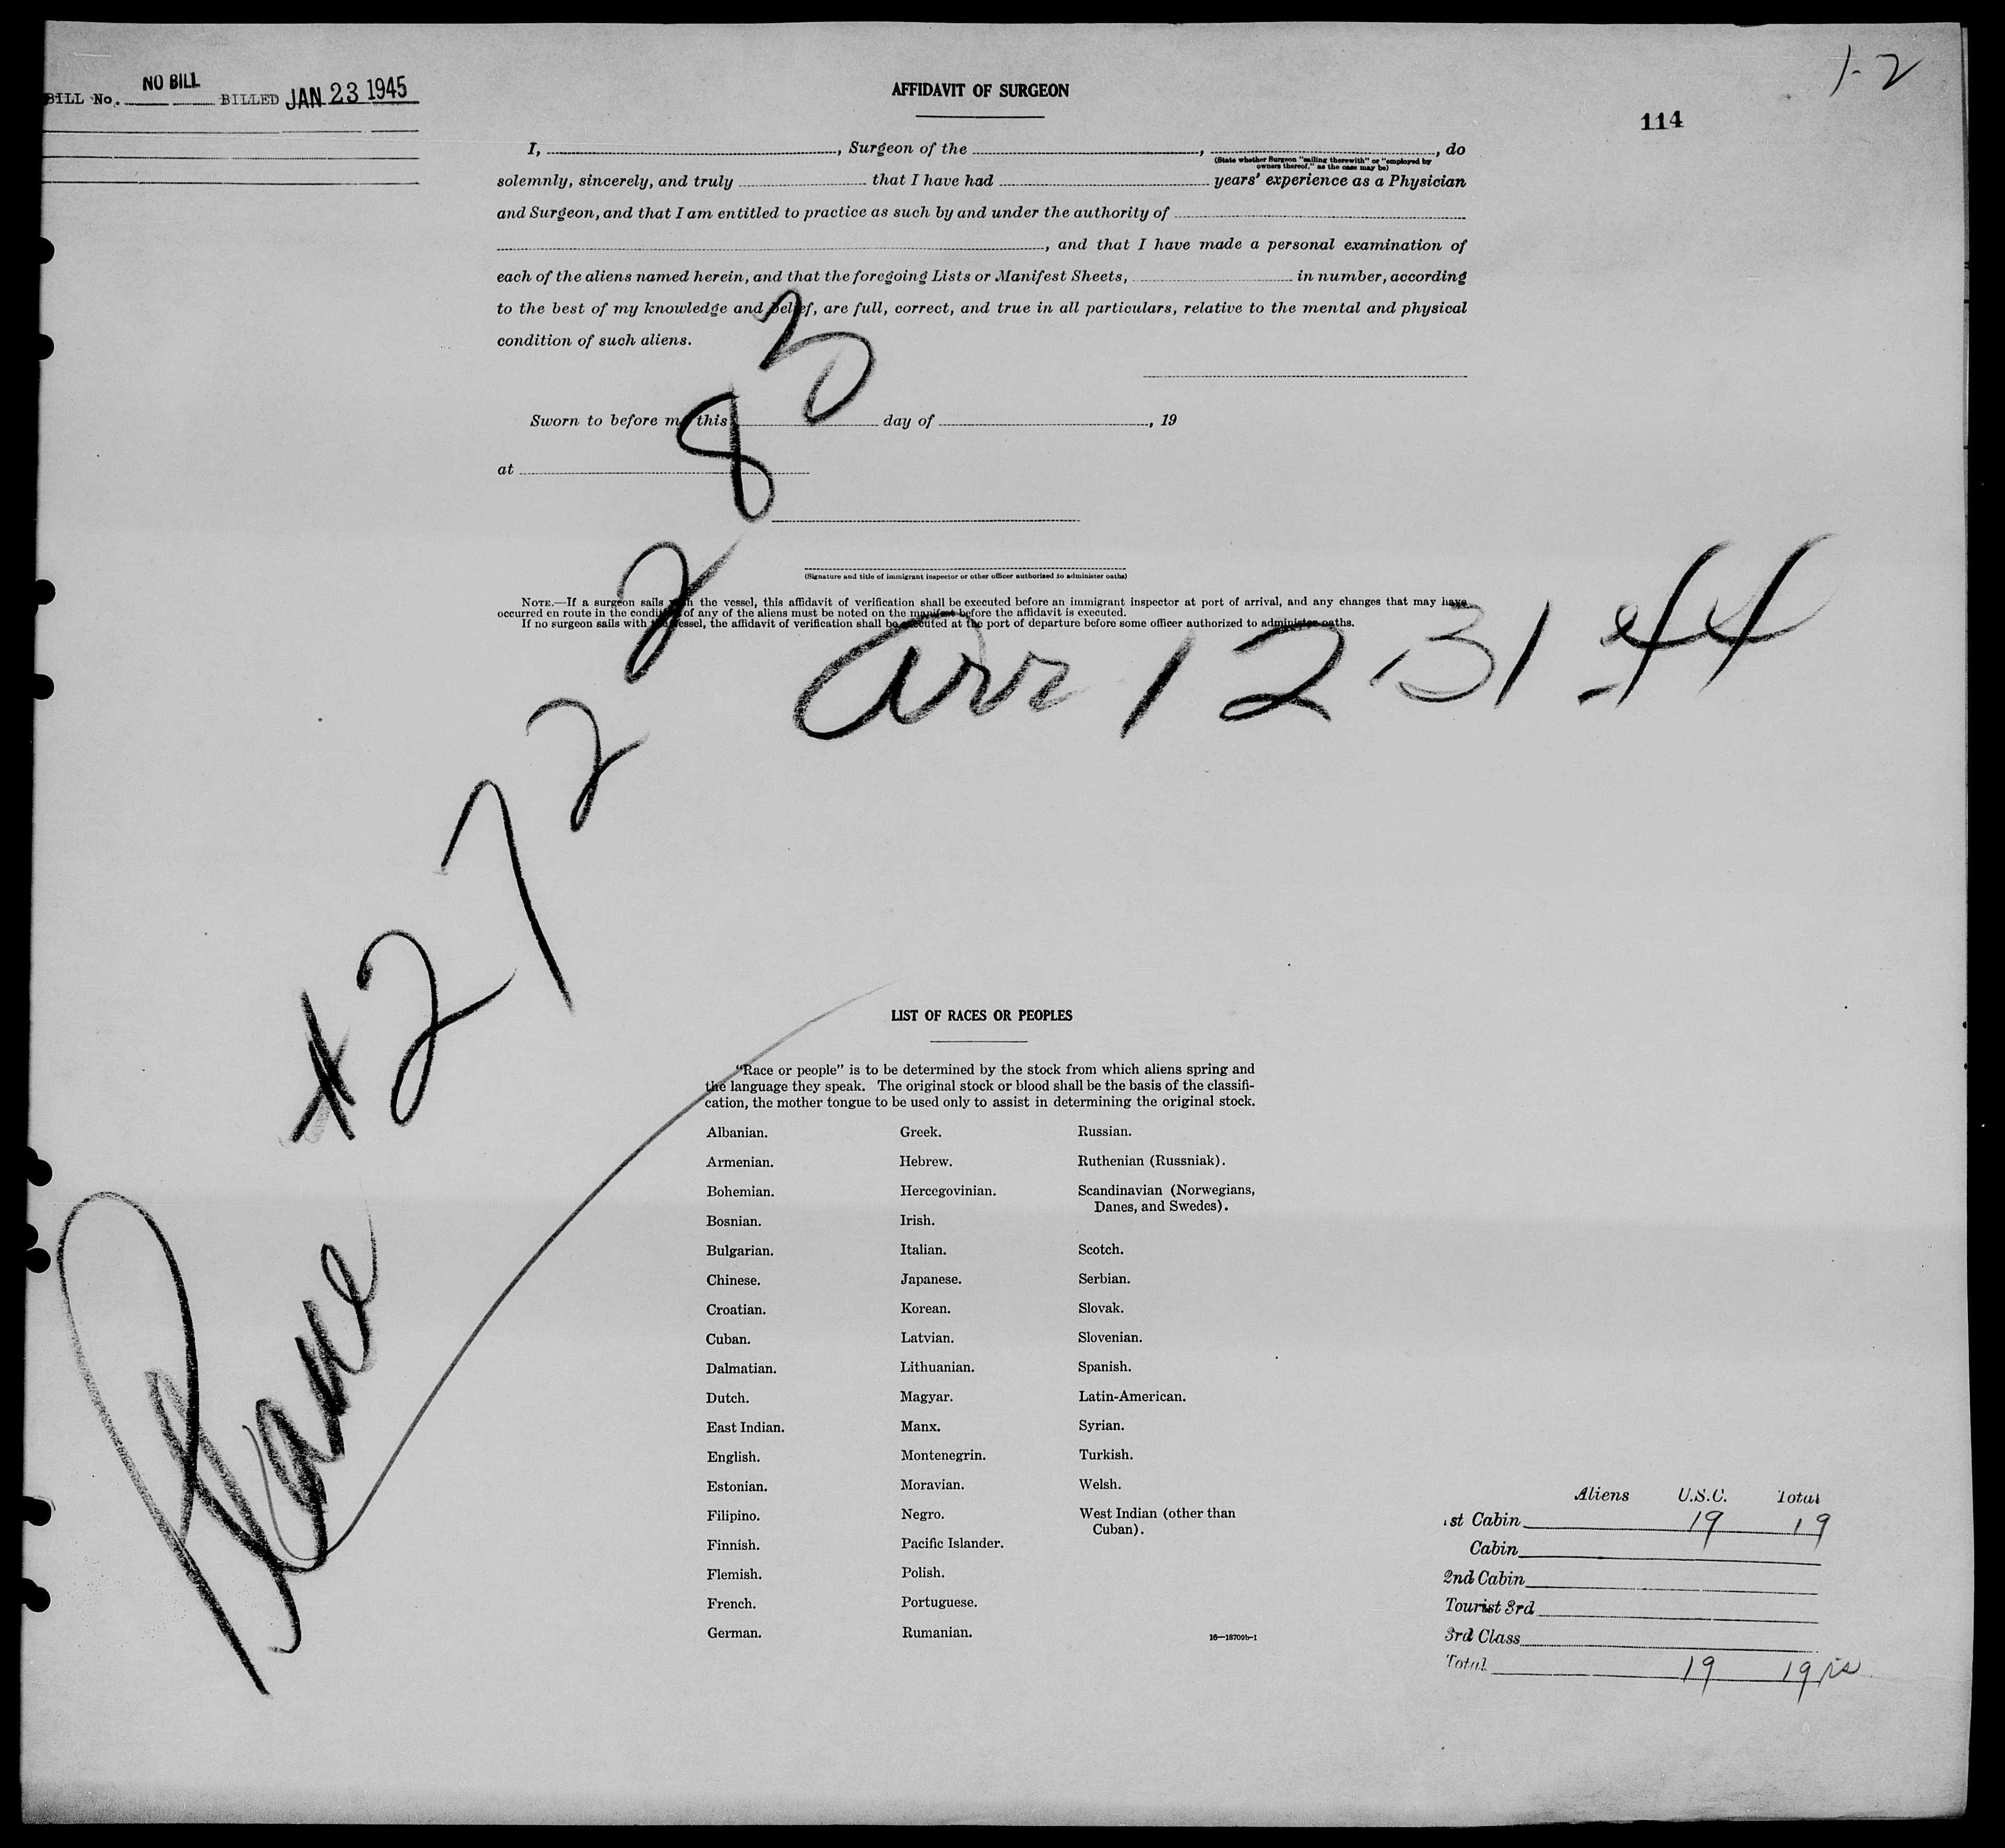 1-2
NO BILL
BILL No. BILLED JAN 23 1945
AFFIDAVIT OF SURGEON
114
I, , Surgeon of the , , do
(State whether Surgeon "sailing therewith" or "employed by
owners thereof," as the case may be)
solemnly, sincerely, and truly that I have had years' experience as a Physician
and Surgeon, and that I am entitled to practice as such by and under the authority of
, and that I have made a personal examination of
each of the aliens named herein, and that the foregoing Lists or Manifest Sheets, in number, according
to the best of my knowledge and belief, are full, correct, and true in all particulars, relative to the mental and physical
condition of such aliens.
Sworn to before me this day of , 19
at
(Signature and title of immigrant inspector or other officer authorized to administer oaths)
NOTE.—If a surgeon sails with the vessel, this affidavit of verification shall be executed before an immigrant inspector at port of arrival, and any changes that may have
occurred en route in the condition of any of the aliens must be noted on the manifest before the affidavit is executed.
If no surgeon sails with the vessel, the affidavit of verification shall be executed at the port of departure before some officer authorized to administer oaths.
Arr 12-31-44
Plane #272283
LIST OF RACES OR PEOPLES
"Race or people" is to be determined by the stock from which aliens spring and
the language they speak. The original stock or blood shall be the basis of the classifi-
cation, the mother tongue to be used only to assist in determining the original stock.
Albanian. Greek. Russian.
Armenian. Hebrew. Ruthenian (Russniak).
Bohemian. Hercegovinian. Scandinavian (Norwegians,
Danes, and Swedes).
Bosnian. Irish.
Bulgarian. Italian. Scotch.
Chinese. Japanese. Serbian.
Croatian. Korean. Slovak.
Cuban. Latvian. Slovenian.
Dalmatian. Lithuanian. Spanish.
Dutch. Magyar. Latin-American.
East Indian. Manx. Syrian.
English. Montenegrin. Turkish.
Estonian. Moravian. Welsh.
Filipino. Negro. West Indian (other than
Cuban).
Finnish. Pacific Islander.
Flemish. Polish.
French. Portuguese.
German. Rumanian. 16—18709b-1
Aliens U.S.C. Total
1st Cabin 19 19
Cabin
2nd Cabin
Tourist 3rd
3rd Class
Total 19 19